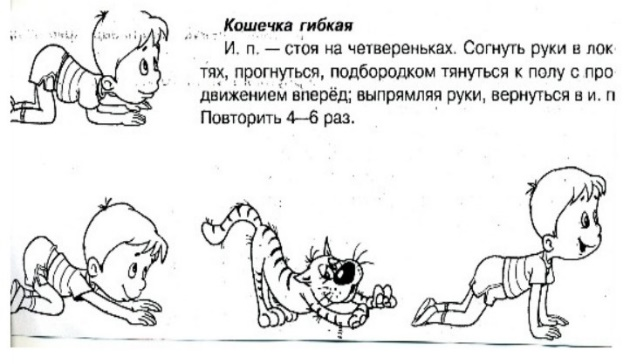 Кошечка гибкая
И. п. — стоя на четвереньках. Согнуть руки в лок
тях, прогнуться, подбородком тянуться к полу с про
движением вперёд; выпрямляя руки, вернуться в и. п
Повторить 4—6 раз.